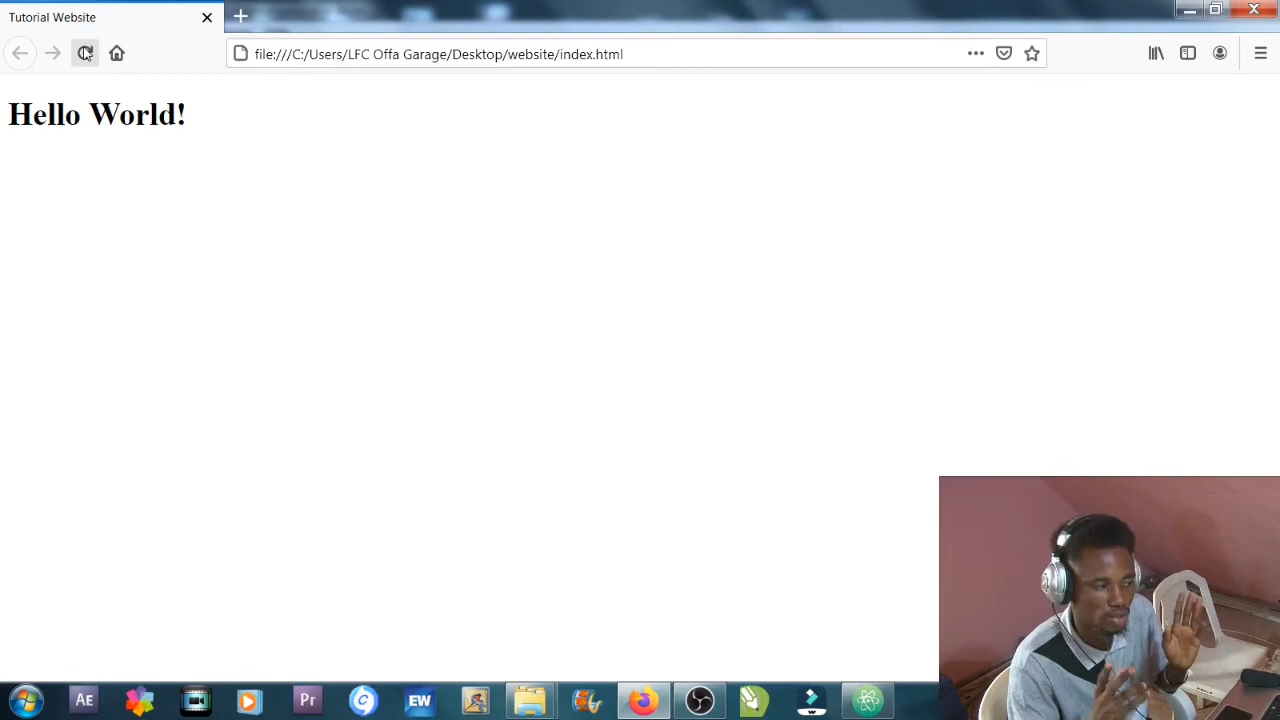 Tutorial Website
file:///C:/Users/LFC Offa Garage/Desktop/website/index.html
Hello World!
Ae
Pr
EW